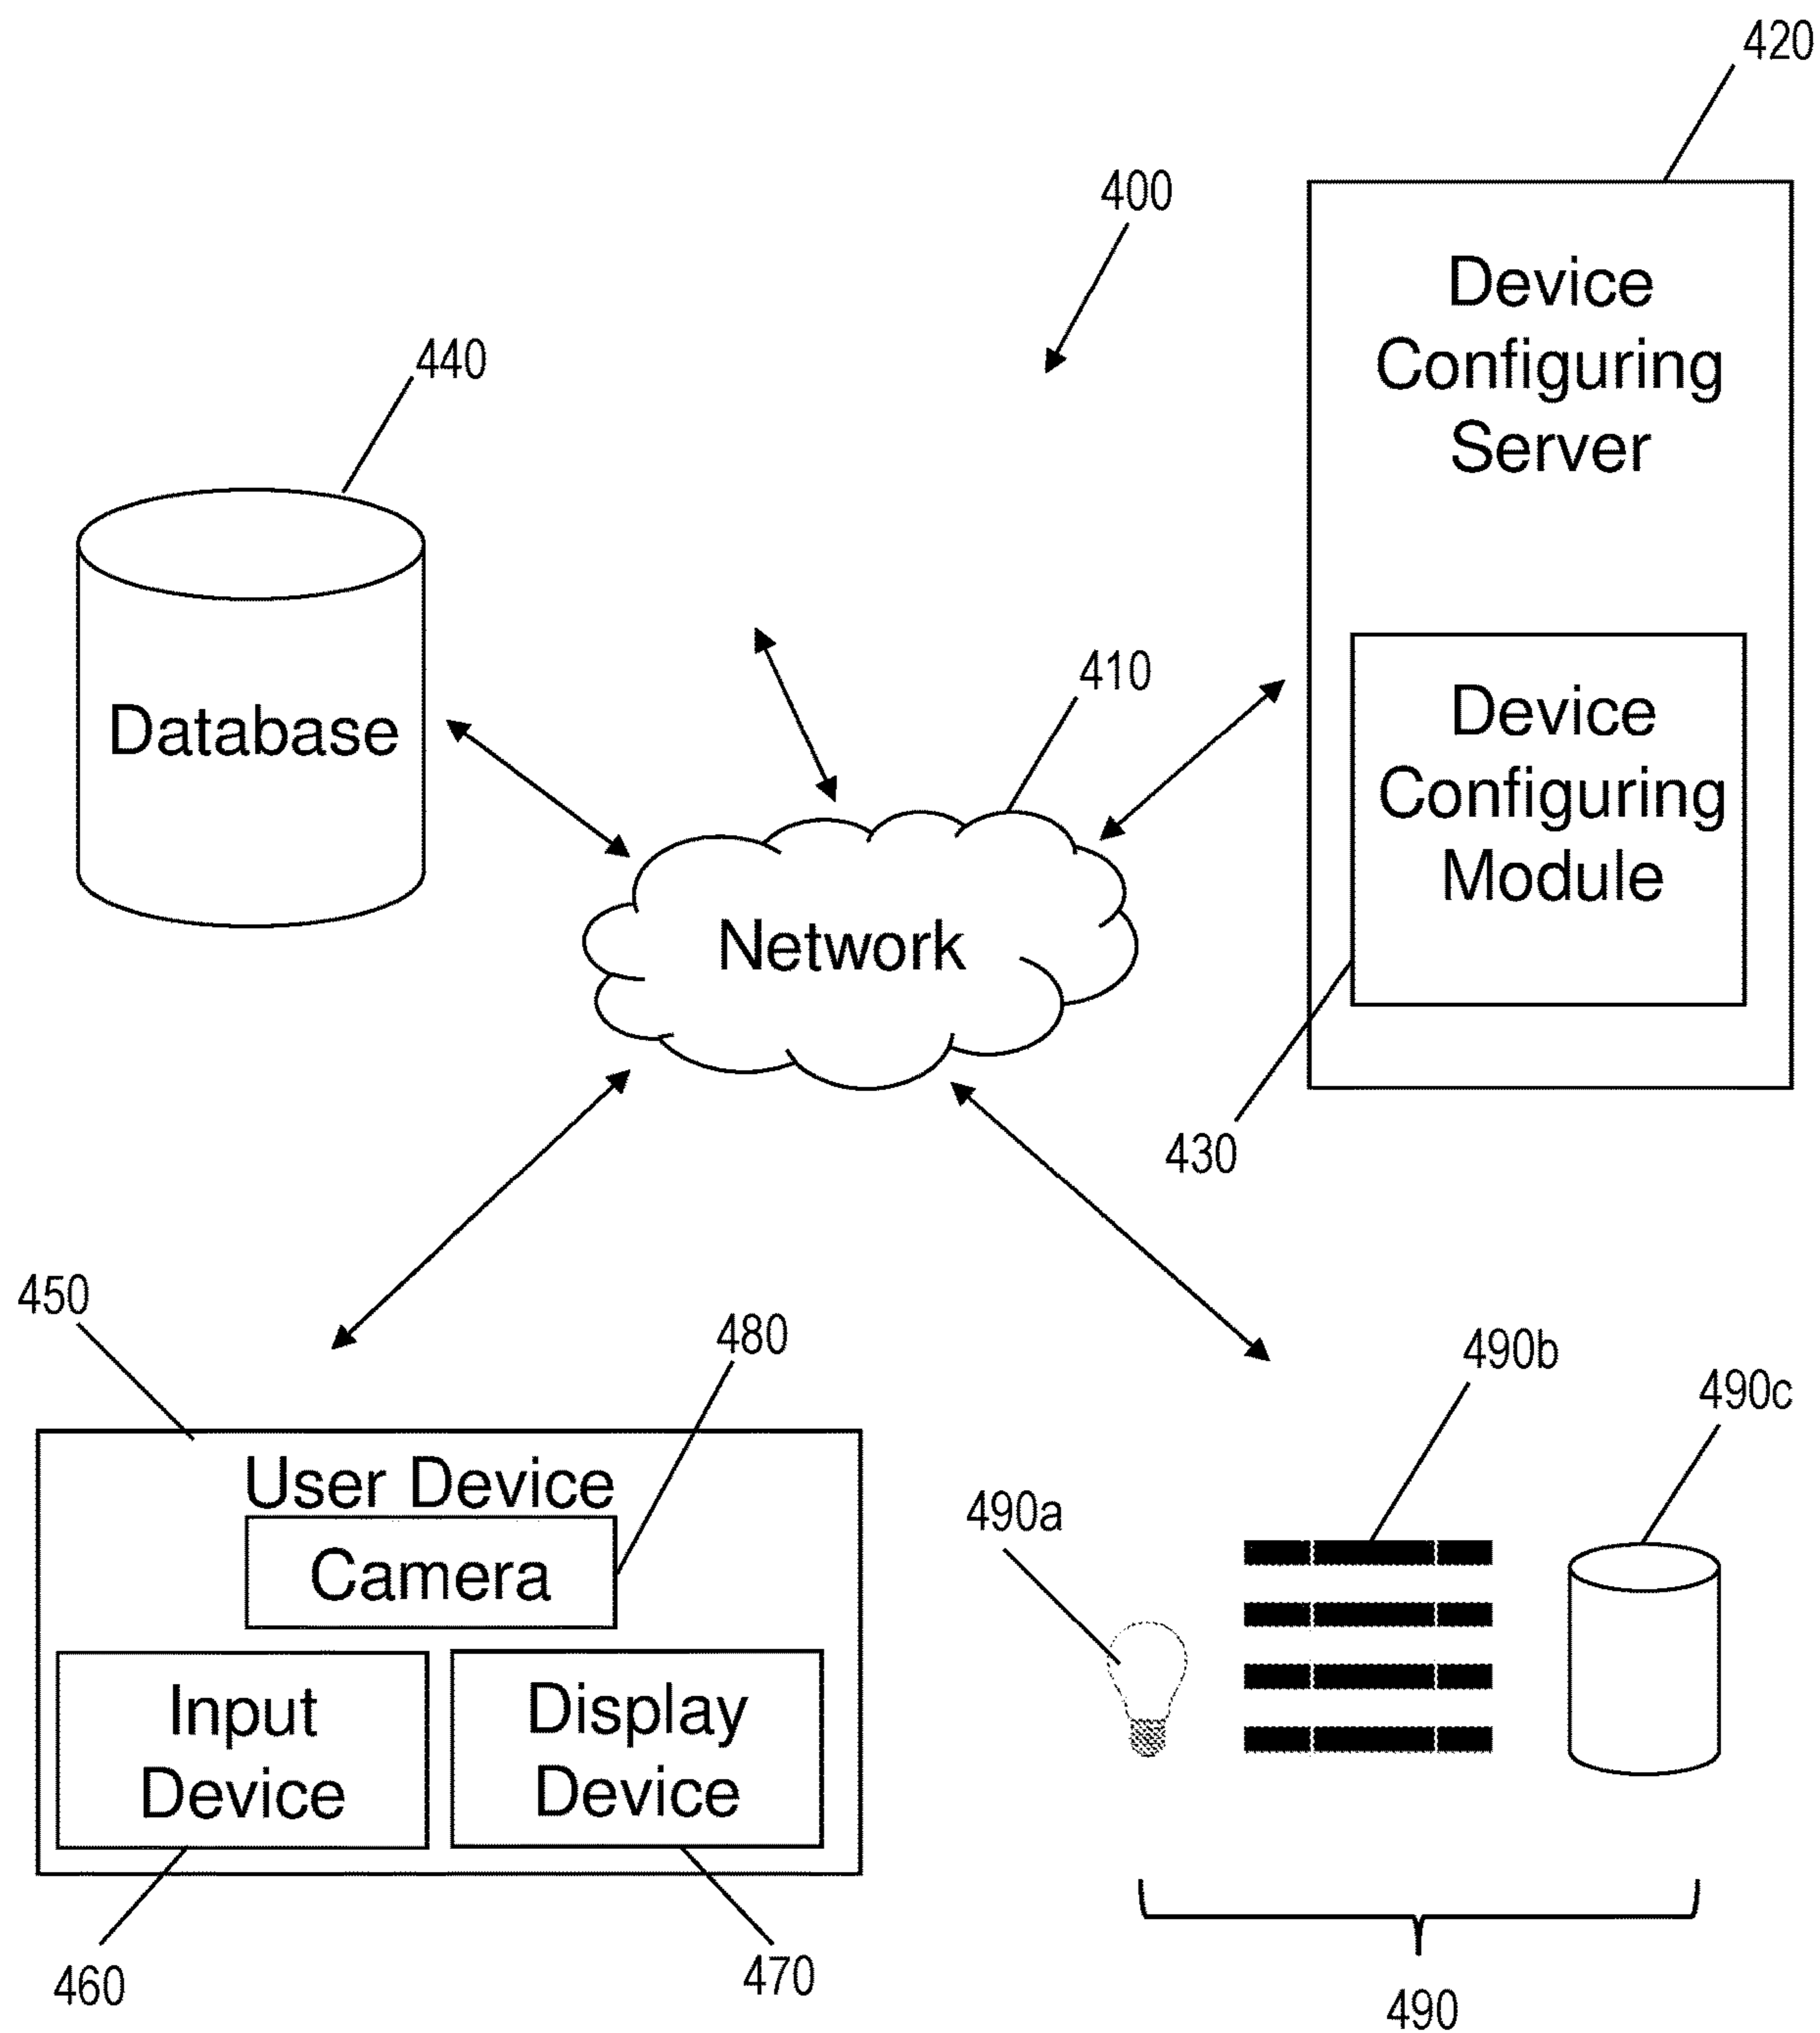 420
400
Device
Configuring
Server
440
410
Device
Configuring
Module
Database
Network
430
450
480
490b
490c
User Device
490a
Camera
Input
Device
Display
Device
460
470
490